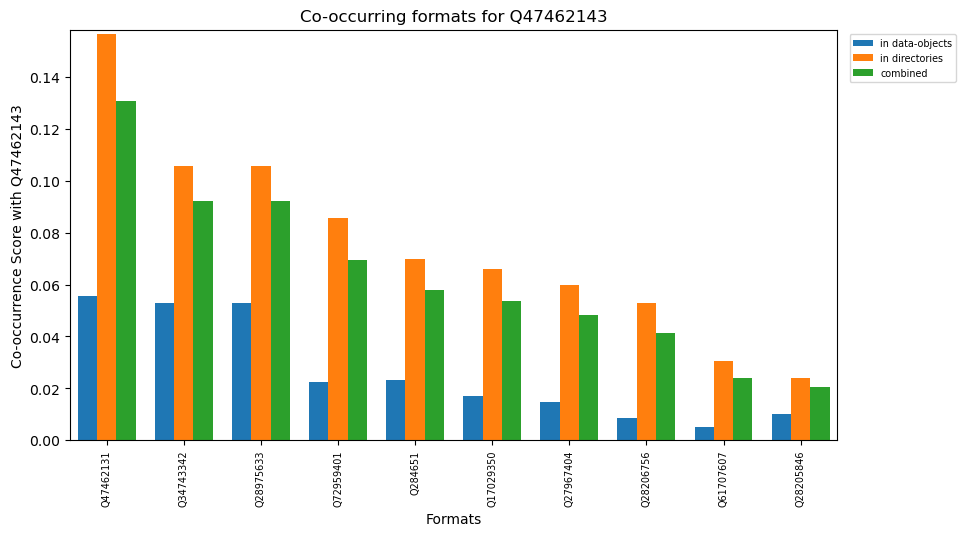 Co-occurring formats for Q47462143
Co-occurrence Score with Q47462143
0.14
0.12
0.10
0.08
0.06
0.04
0.02
0.00
Q47462131
Q34743342
Q28975633
Q72959401
Q284651
Q17029350
Q27967404
Q28206756
Q61707607
Q28205846
Formats
in data-objects
in directories
combined